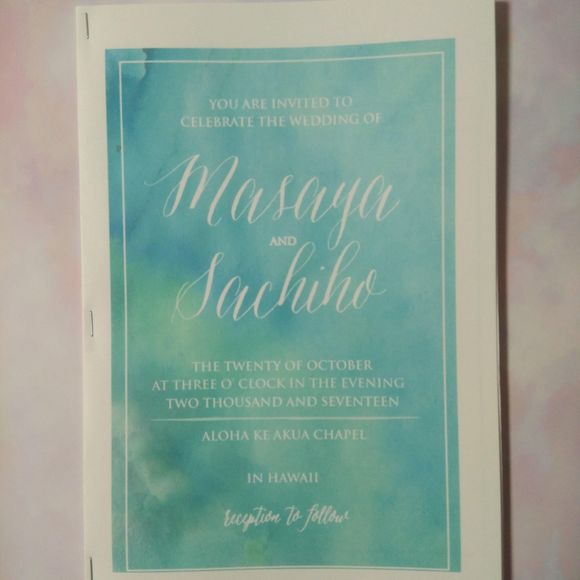 YOU ARE INVITED TO
CELEBRATE THE WEDDING OF
Masaya
AND
Sachiho
THE TWENTY OF OCTOBER
AT THREE O' CLOCK IN THE EVENING
TWO THOUSAND AND SEVENTEEN
ALOHA KE AKUA CHAPEL
IN HAWAII
reception to follow